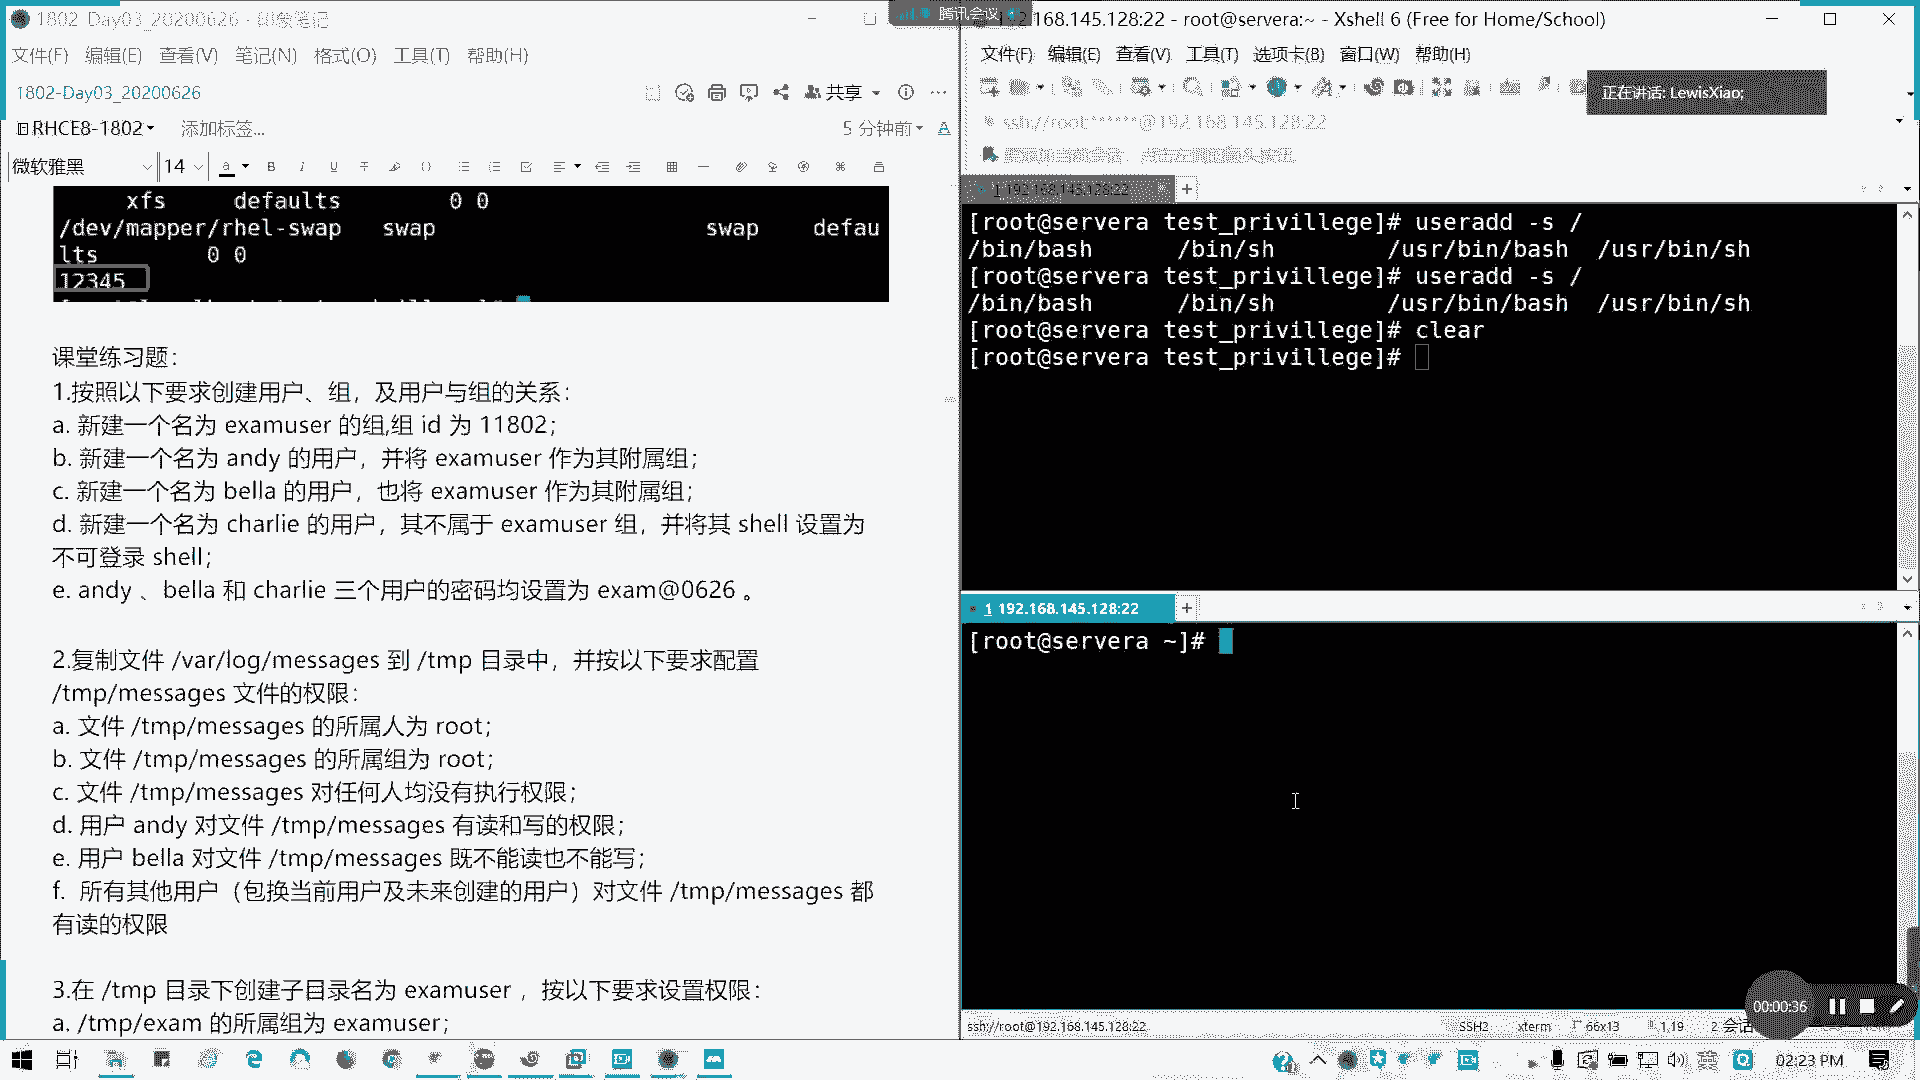 1802-Day03_20200626 - 印象笔记
文件(F) 编辑(E) 查看(V) 笔记(N) 格式(O) 工具(T) 帮助(H)
1802-Day03_20200626
共享
RHCE8-1802
添加标签...
5 分钟前
微软雅黑 14
xfs defaults 0 0
/dev/mapper/rhel-swap swap swap defau
lts 0 0
12345
课堂练习题：
1.按照以下要求创建用户、组，及用户与组的关系：
a. 新建一个名为 examuser 的组,组 id 为 11802；
b. 新建一个名为 andy 的用户，并将 examuser 作为其附属组；
c. 新建一个名为 bella 的用户，也将 examuser 作为其附属组；
d. 新建一个名为 charlie 的用户，其不属于 examuser 组，并将其 shell 设置为
不可登录 shell；
e. andy 、bella 和 charlie 三个用户的密码均设置为 exam@0626 。
2.复制文件 /var/log/messages 到 /tmp 目录中，并按以下要求配置
/tmp/messages 文件的权限：
a. 文件 /tmp/messages 的所属人为 root；
b. 文件 /tmp/messages 的所属组为 root；
c. 文件 /tmp/messages 对任何人均没有执行权限；
d. 用户 andy 对文件 /tmp/messages 有读和写的权限；
e. 用户 bella 对文件 /tmp/messages 既不能读也不能写；
f. 所有其他用户（包换当前用户及未来创建的用户）对文件 /tmp/messages 都
有读的权限
3.在 /tmp 目录下创建子目录名为 examuser ，按以下要求设置权限：
a. /tmp/exam 的所属组为 examuser；
腾讯会议
168.145.128:22 - root@servera:~ - Xshell 6 (Free for Home/School)
文件(F) 编辑(E) 查看(V) 工具(T) 选项卡(B) 窗口(W) 帮助(H)
正在讲话: LewisXiao;
ssh://root:******@192.168.145.128:22
1 192.168.145.128:22
[root@servera test_privillege]# useradd -s /
/bin/bash /bin/sh /usr/bin/bash /usr/bin/sh
[root@servera test_privillege]# useradd -s /
/bin/bash /bin/sh /usr/bin/bash /usr/bin/sh
[root@servera test_privillege]# clear
[root@servera test_privillege]#
1 192.168.145.128:22
[root@servera ~]#
00:00:36
ssh://root@192.168.145.128:22
SSH2 xterm 66x13 1,19 2 会话
英
02:23 PM